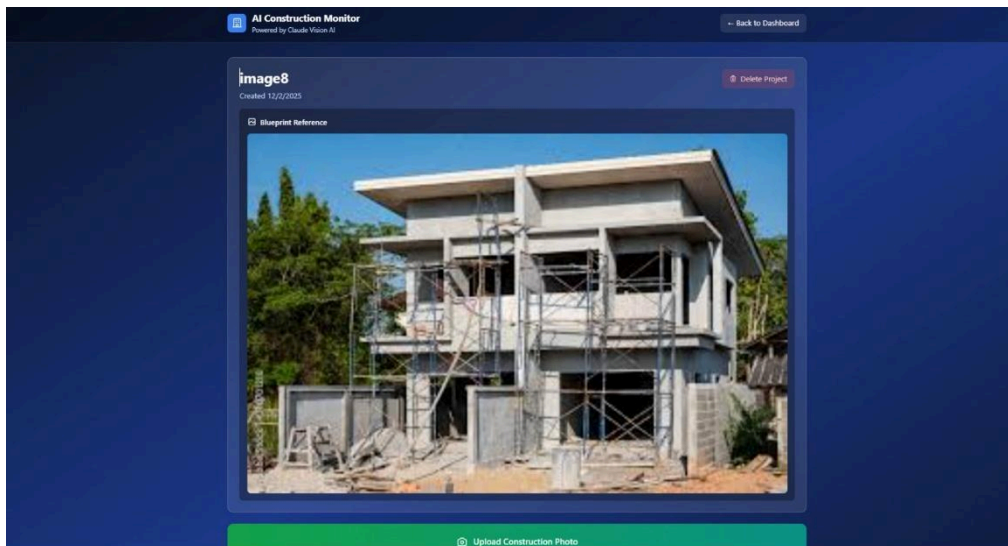 AI Construction Monitor
Powered by Claude Vision AI
← Back to Dashboard
image8
Delete Project
Created 12/2/2025
Blueprint Reference
Upload Construction Photo